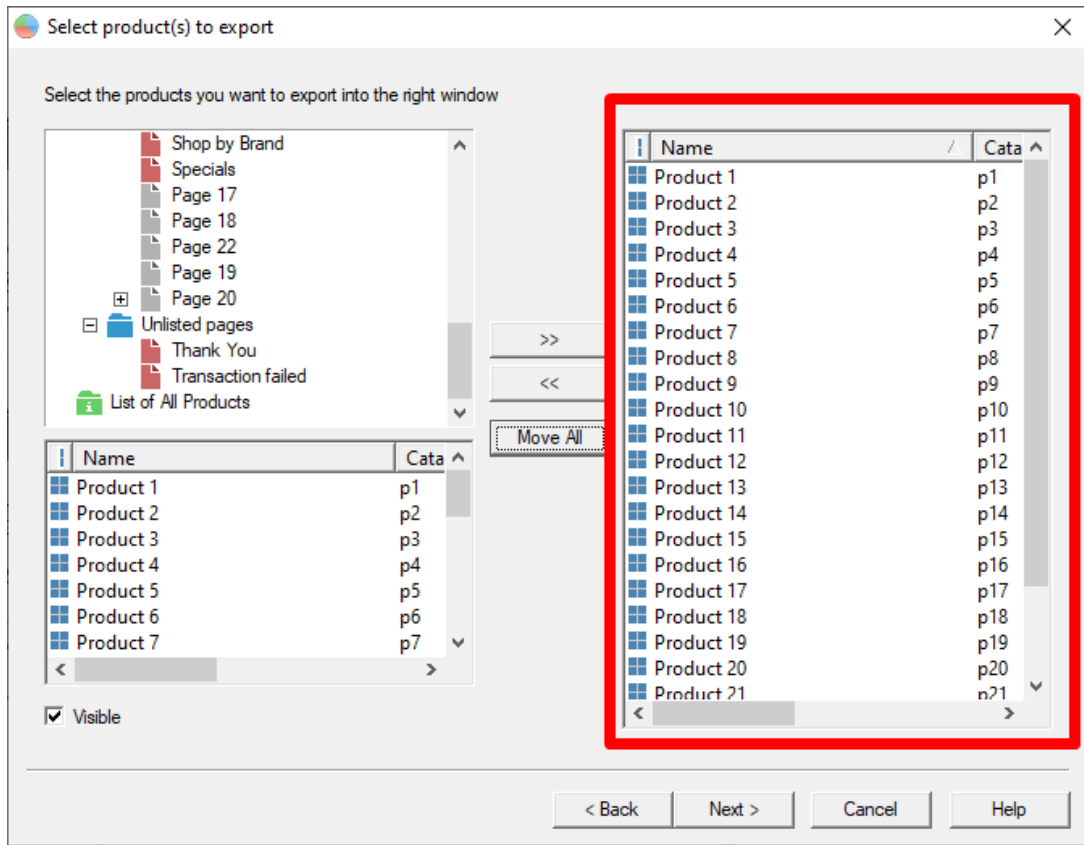 Select product(s) to export
Select the products you want to export into the right window
Shop by Brand
Specials
Page 17
Page 18
Page 22
Page 19
Page 20
Unlisted pages
Thank You
Transaction failed
List of All Products
Name Cata
Product 1 p1
Product 2 p2
Product 3 p3
Product 4 p4
Product 5 p5
Product 6 p6
Product 7 p7
Visible
>>
<<
Move All
Name Cata
Product 1 p1
Product 2 p2
Product 3 p3
Product 4 p4
Product 5 p5
Product 6 p6
Product 7 p7
Product 8 p8
Product 9 p9
Product 10 p10
Product 11 p11
Product 12 p12
Product 13 p13
Product 14 p14
Product 15 p15
Product 16 p16
Product 17 p17
Product 18 p18
Product 19 p19
Product 20 p20
Product 21 p21
< Back Next > Cancel Help